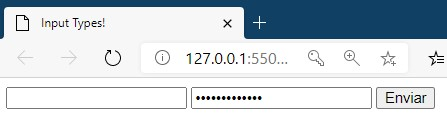 Input Types!
127.0.0.1:550...
••••••••••••• Enviar